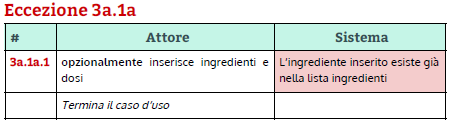 Eccezione 3a.1a
# Attore Sistema
3a.1a.1 opzionalmente inserisce ingredienti e L'ingrediente inserito esiste già
dosi nella lista ingredienti
Termina il caso d'uso